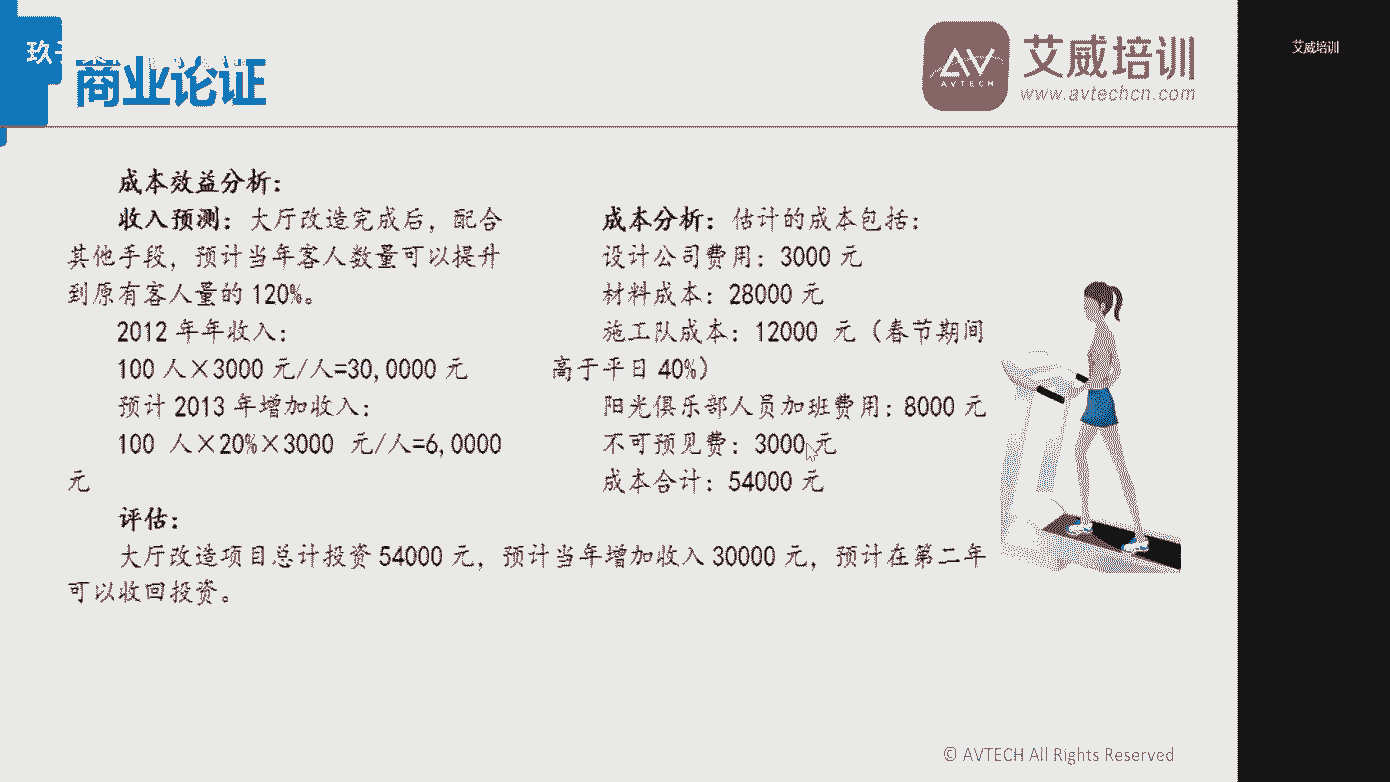 商业论证
AVTECH
艾威培训
www.avtechcn.com
艾威培训
成本效益分析：
收入预测：大厅改造完成后，配合
其他手段，预计当年客人数量可以提升
到原有客人量的 120%。
2012 年年收入：
100 人×3000 元/人=30,0000 元
预计 2013 年增加收入：
100 人×20%×3000 元/人=6,0000
元
成本分析：估计的成本包括：
设计公司费用：3000 元
材料成本：28000 元
施工队成本：12000 元（春节期间
高于平日 40%）
阳光俱乐部人员加班费用：8000 元
不可预见费：3000 元
成本合计：54000 元
评估：
大厅改造项目总计投资 54000 元，预计当年增加收入 30000 元，预计在第二年
可以收回投资。
© AVTECH All Rights Reserved